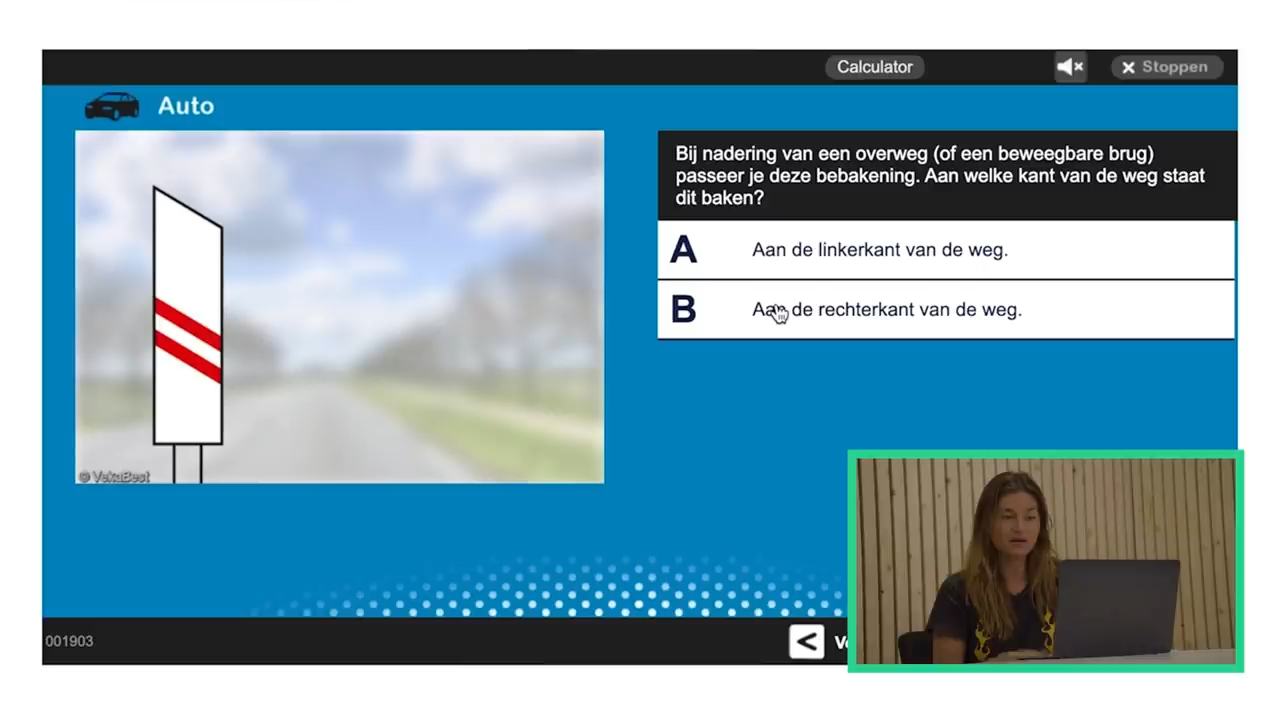 Calculator
Stoppen
Auto
Bij nadering van een overweg (of een beweegbare brug)
passeer je deze bebakening. Aan welke kant van de weg staat
dit baken?
A Aan de linkerkant van de weg.
B Aan de rechterkant van de weg.
© VekaBest
001903